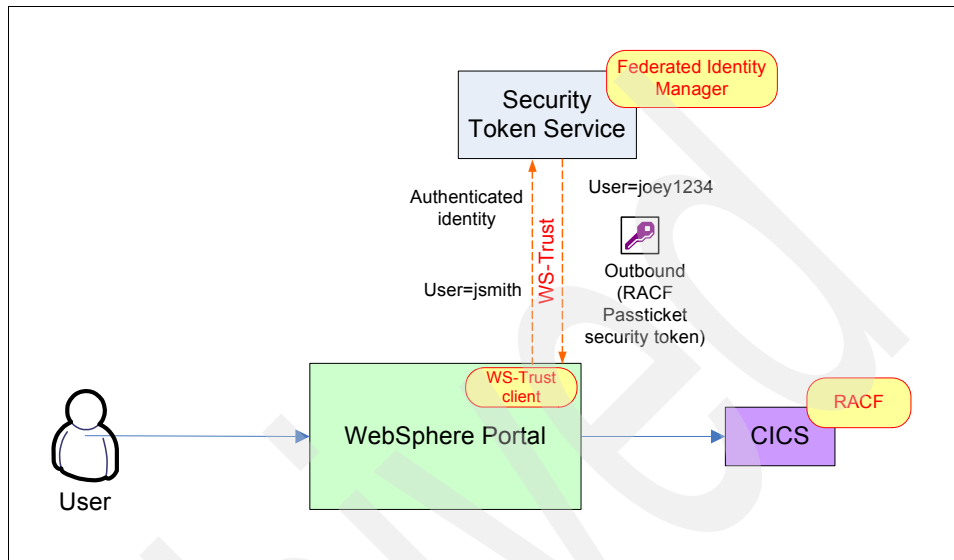 Federated Identity
Manager
Security
Token Service
Authenticated
identity
User=jsmith
WS-Trust
User=joey1234
Outbound
(RACF
Passticket
security token)
WS-Trust
client
WebSphere Portal
RACF
CICS
User